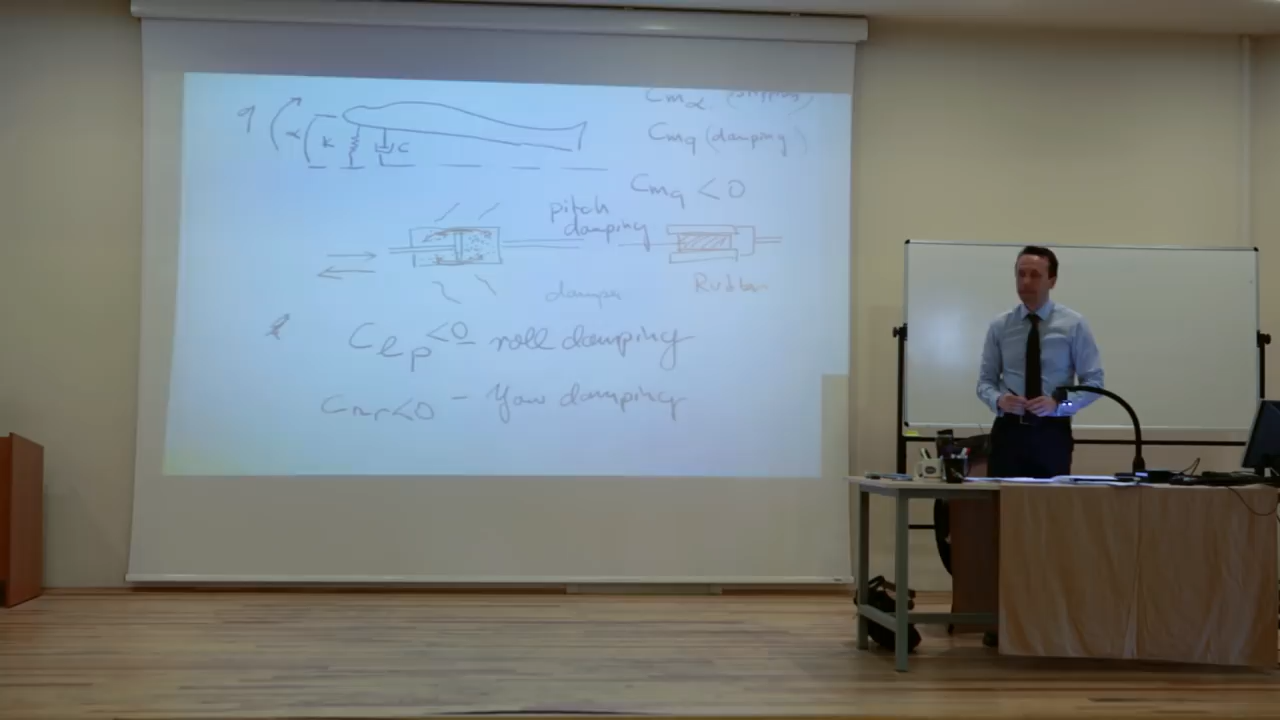 q
α K C
Cmα
Cmq (damping)
Cmq < 0
pitch
damping
damper
Rubber
Clp <0 - roll damping
Cnr<0 - Yaw damping